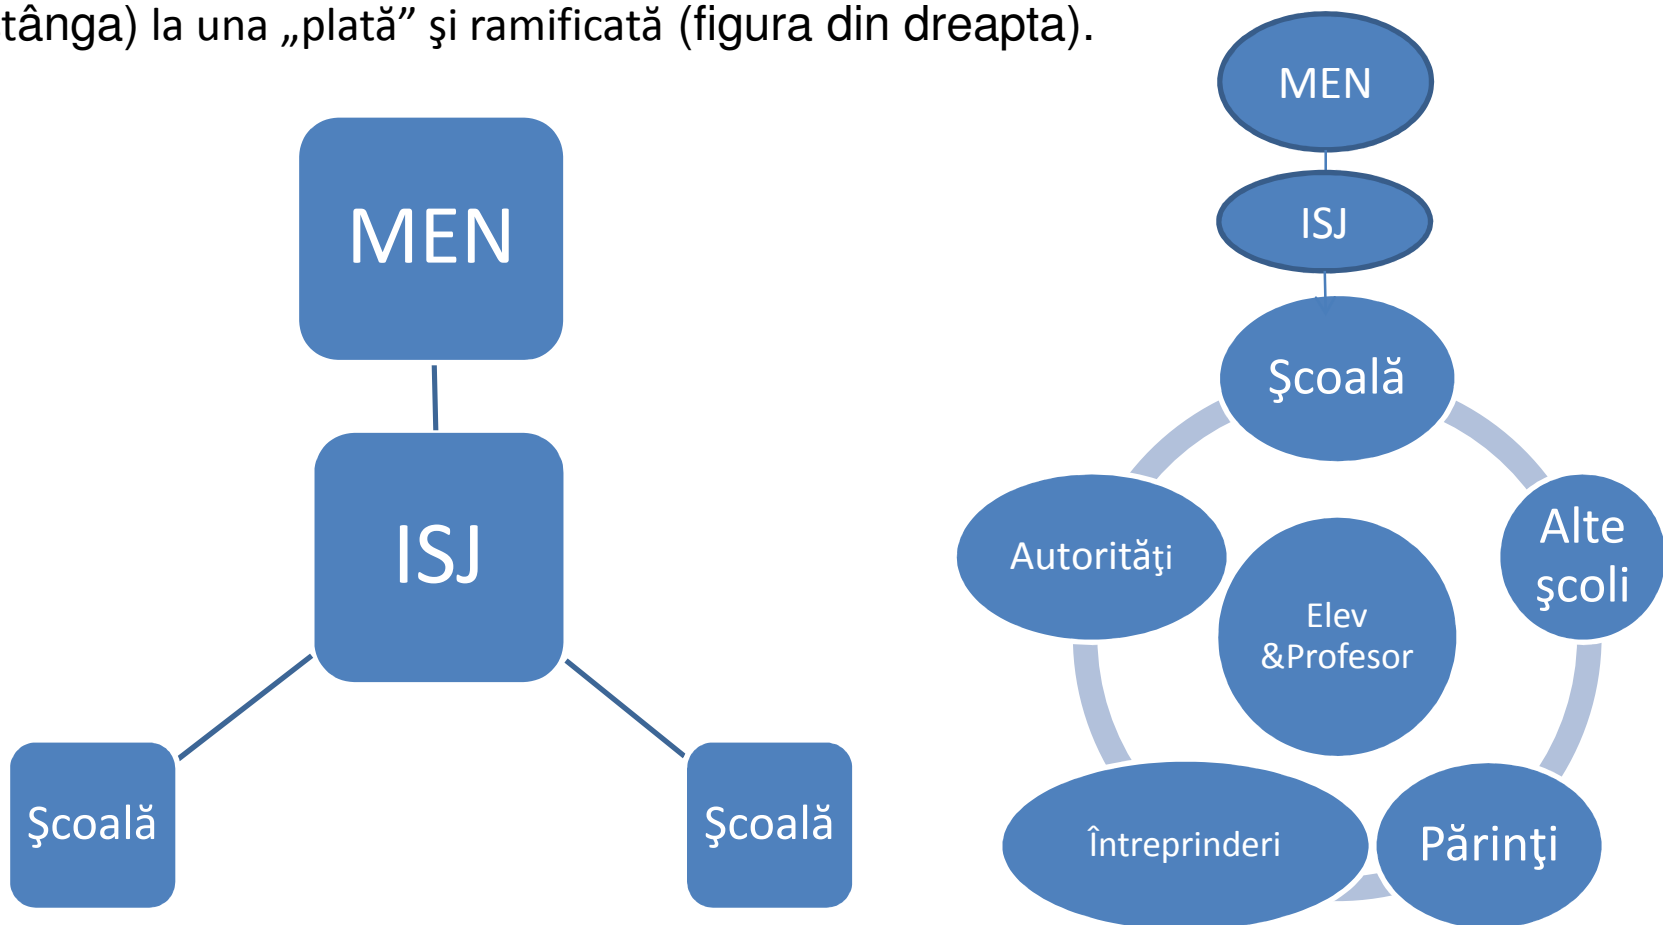 tânga) la una „plată” şi ramificată (figura din dreapta).
MEN
ISJ
Şcoală
Şcoală
MEN
ISJ
Şcoală
Alte
şcoli
Părinţi
Întreprinderi
Autorităţi
Elev
&Profesor